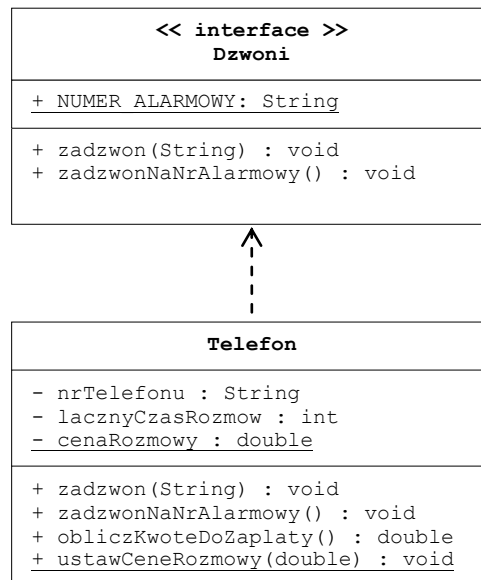 << interface >>
Dzwoni
+ NUMER ALARMOWY: String
+ zadzwon(String) : void
+ zadzwonNaNrAlarmowy() : void
Telefon
- nrTelefonu : String
- lacznyCzasRozmow : int
- cenaRozmowy : double
+ zadzwon(String) : void
+ zadzwonNaNrAlarmowy() : void
+ obliczKwoteDoZaplaty() : double
+ ustawCeneRozmowy(double) : void